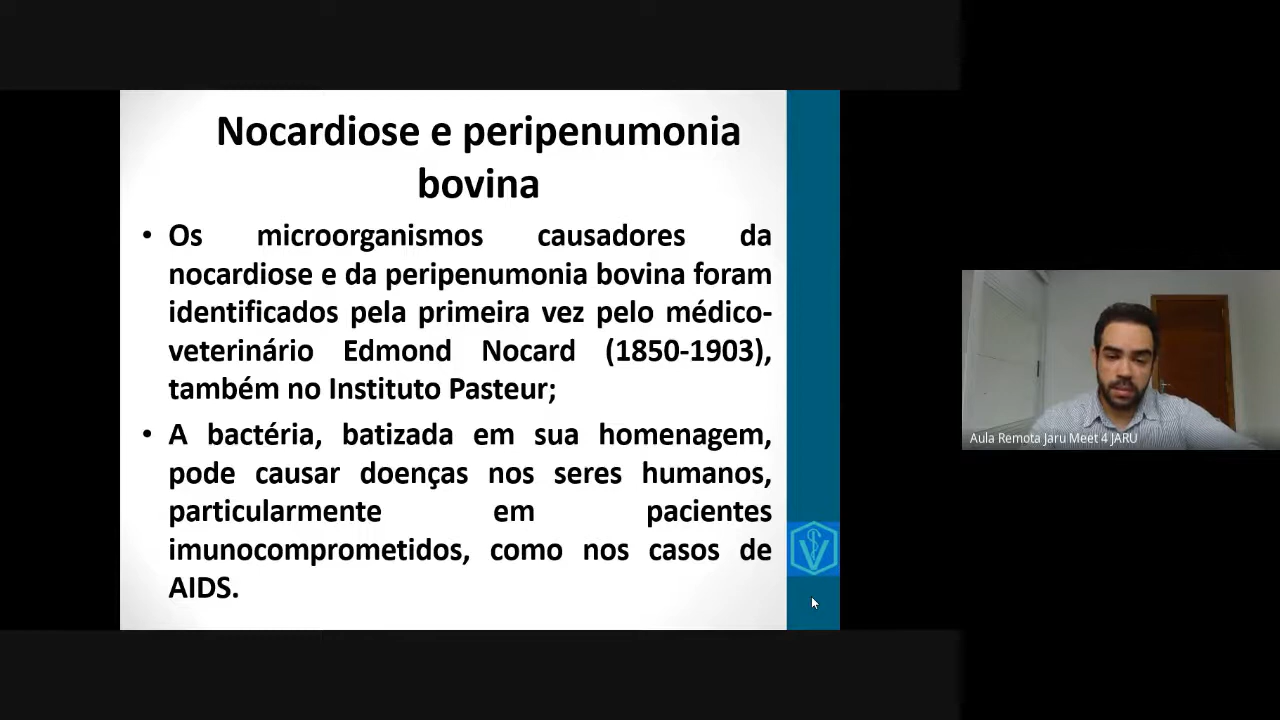 Nocardiose e peripenumonia
bovina
• Os microorganismos causadores da
nocardiose e da peripenumonia bovina foram
identificados pela primeira vez pelo médico-
veterinário Edmond Nocard (1850-1903),
também no Instituto Pasteur;
• A bactéria, batizada em sua homenagem,
pode causar doenças nos seres humanos,
particularmente em pacientes
imunocomprometidos, como nos casos de
AIDS.
V
Aula Remota Jaru Meet 4 JARU